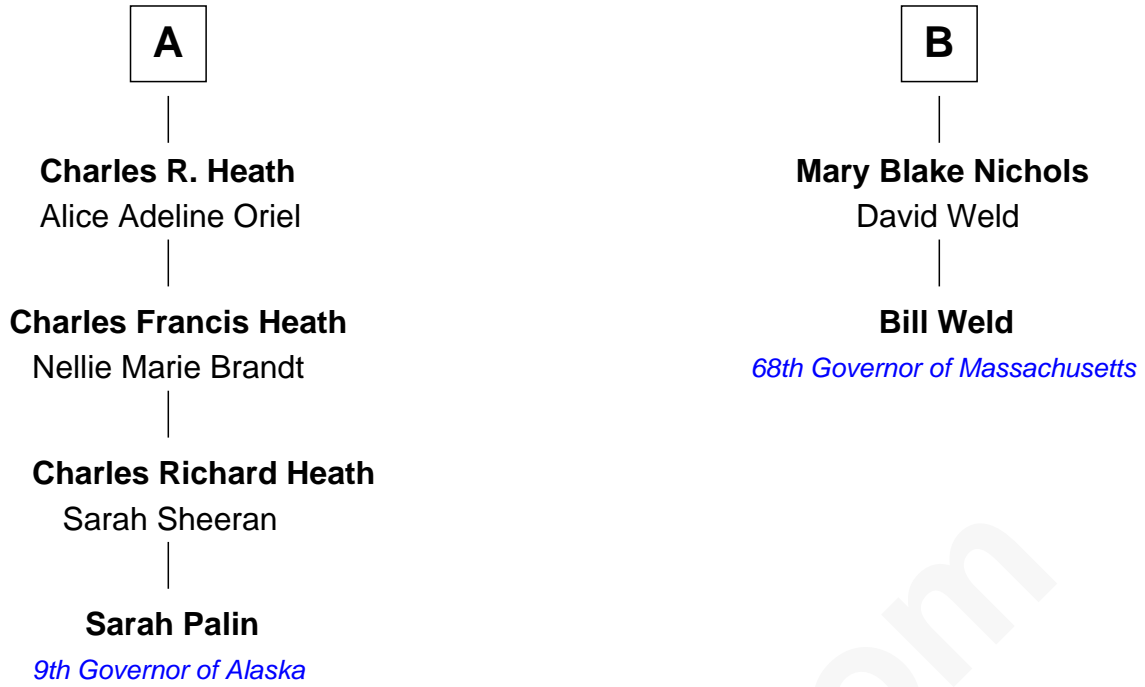 A
Charles R. Heath
Alice Adeline Oriel
Charles Francis Heath
Nellie Marie Brandt
Charles Richard Heath
Sarah Sheeran
Sarah Palin
9th Governor of Alaska
B
Mary Blake Nichols
David Weld
Bill Weld
68th Governor of Massachusetts
om